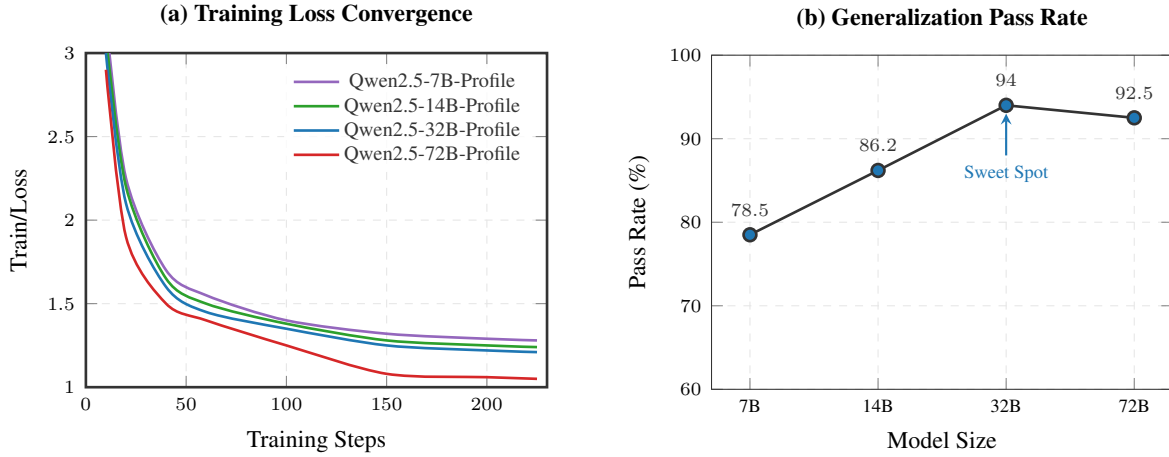 (a) Training Loss Convergence
3
2.5
2
1.5
1
Train/Loss
0
50
100
150
200
Training Steps
Qwen2.5-7B-Profile
Qwen2.5-14B-Profile
Qwen2.5-32B-Profile
Qwen2.5-72B-Profile
(b) Generalization Pass Rate
100
90
80
70
60
Pass Rate (%)
78.5
86.2
94
92.5
Sweet Spot
7B
14B
32B
72B
Model Size